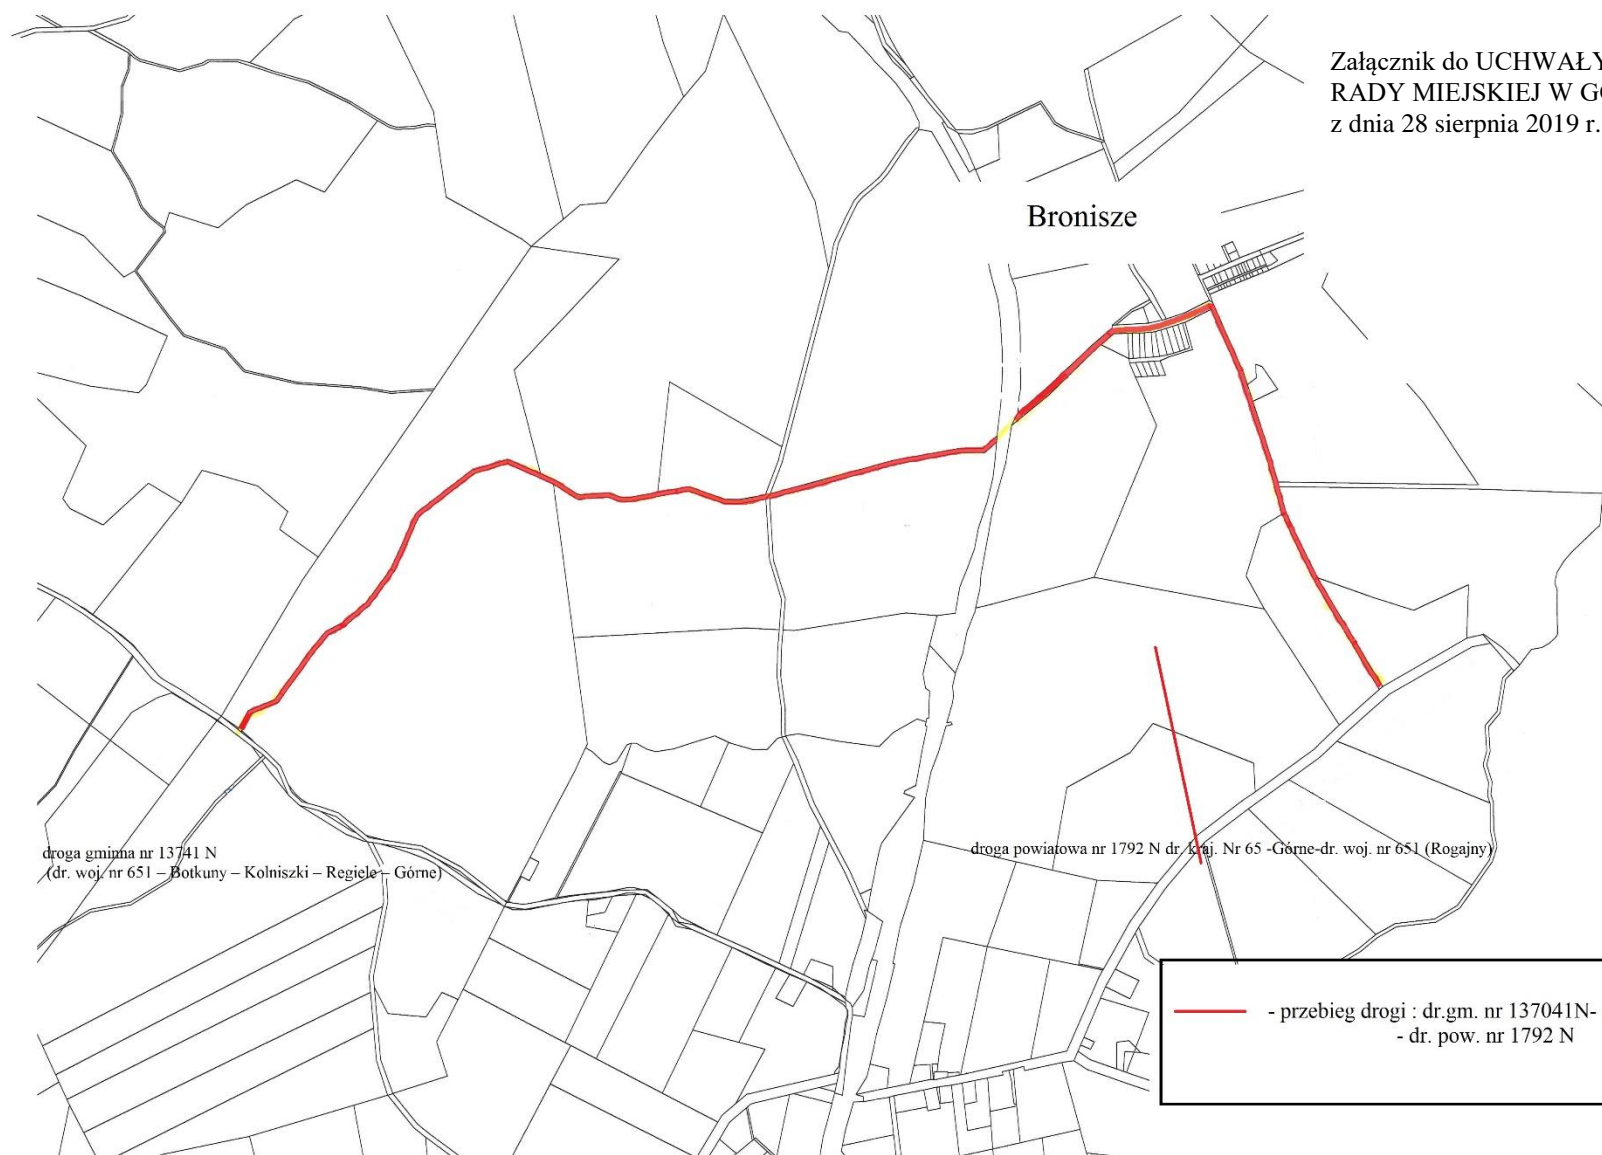 Załącznik do UCHWAŁY
RADY MIEJSKIEJ W
z dnia 28 sierpnia 2019 r.
Bronisze
droga gminna nr 13741 N
(dr. woj. nr 651 – Botkuny – Kolniszki – Regiele – Górne)
droga powiatowa nr 1792 N dr. kraj. Nr 65 -Górne-dr. woj. nr 651 (Rogajny)
- przebieg drogi : dr.gm. nr 137041N-
- dr. pow. nr 1792 N